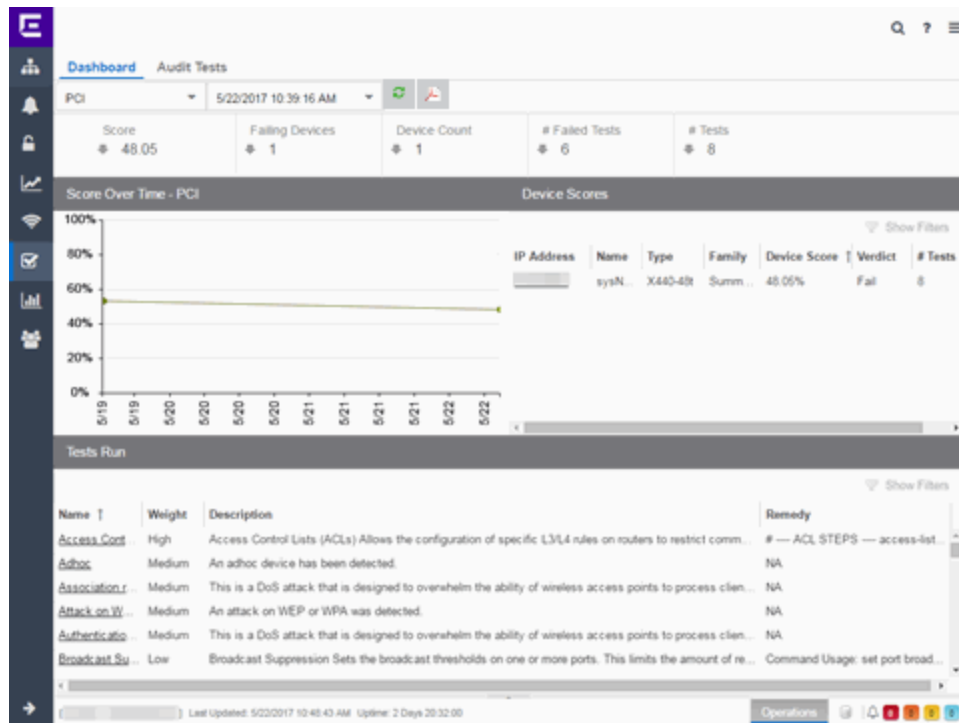 Dashboard Audit Tests
PCI 5/22/2017 10:39:16 AM
Score Failing Devices Device Count # Failed Tests # Tests
48.05 1 1 6 8
Score Over Time - PCI
100%
80%
60%
40%
20%
0%
5/19 5/19 5/20 5/20 5/20 5/20 5/21 5/21 5/21 5/21 5/22 5/22
Device Scores
Show Filters
IP Address Name Type Family Device Score Verdict # Tests
sysN... X440-48t Summ... 48.05% Fail 8
Tests Run
Show Filters
Name Weight Description Remedy
Access Cont... High Access Control Lists (ACLs) Allows the configuration of specific L3/L4 rules on routers to restrict comm... # — ACL STEPS — access-list...
Adhoc Medium An adhoc device has been detected. NA
Association r... Medium This is a DoS attack that is designed to overwhelm the ability of wireless access points to process clien... NA
Attack on W... Medium An attack on WEP or WPA was detected. NA
Authenticatio... Medium This is a DoS attack that is designed to overwhelm the ability of wireless access points to process clien... NA
Broadcast Su... Low Broadcast Suppression Sets the broadcast thresholds on one or more ports. This limits the amount of re... Command Usage: set port broad...
Last Updated: 5/22/2017 10:48:43 AM Uptime: 2 Days 20:32:00
Operations